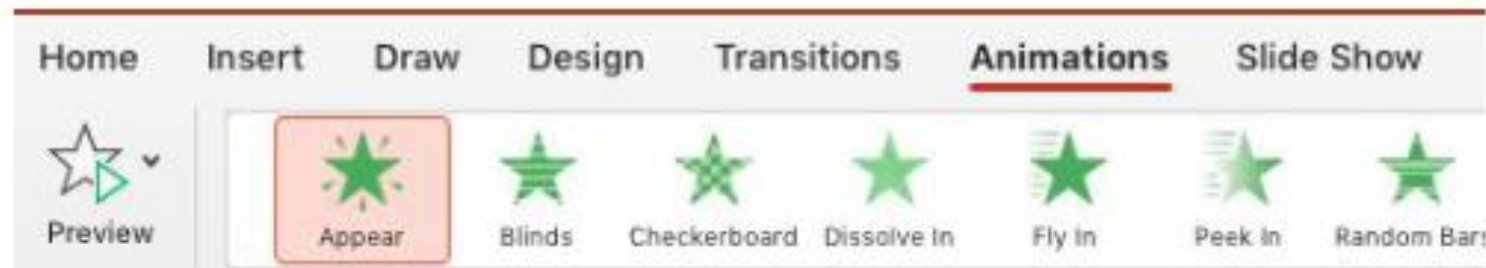 Home Insert Draw Design Transitions Animations Slide Show
Preview Appear Blinds Checkerboard Dissolve In Fly In Peek In Random Bars